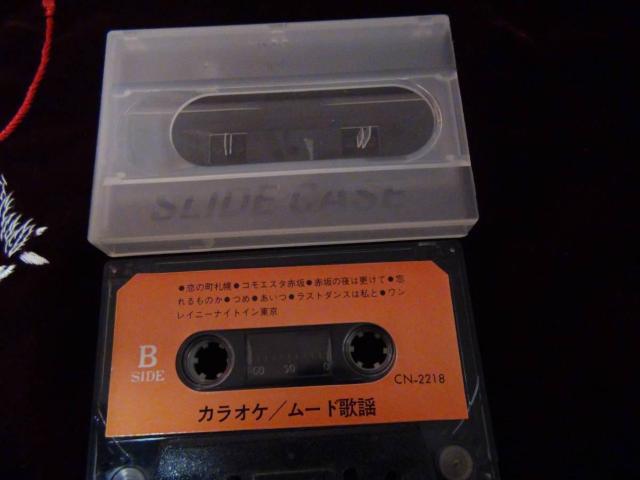 SLIDE CASE
●恋の町札幌●コモエスタ赤坂●赤坂の夜は更けて●忘
れるものか●つめ●あいつ●ラストダンスは私と●ワン
レイニーナイトイン東京
B
SIDE
60 50 0
CN-2218
カラオケ/ムード歌謡